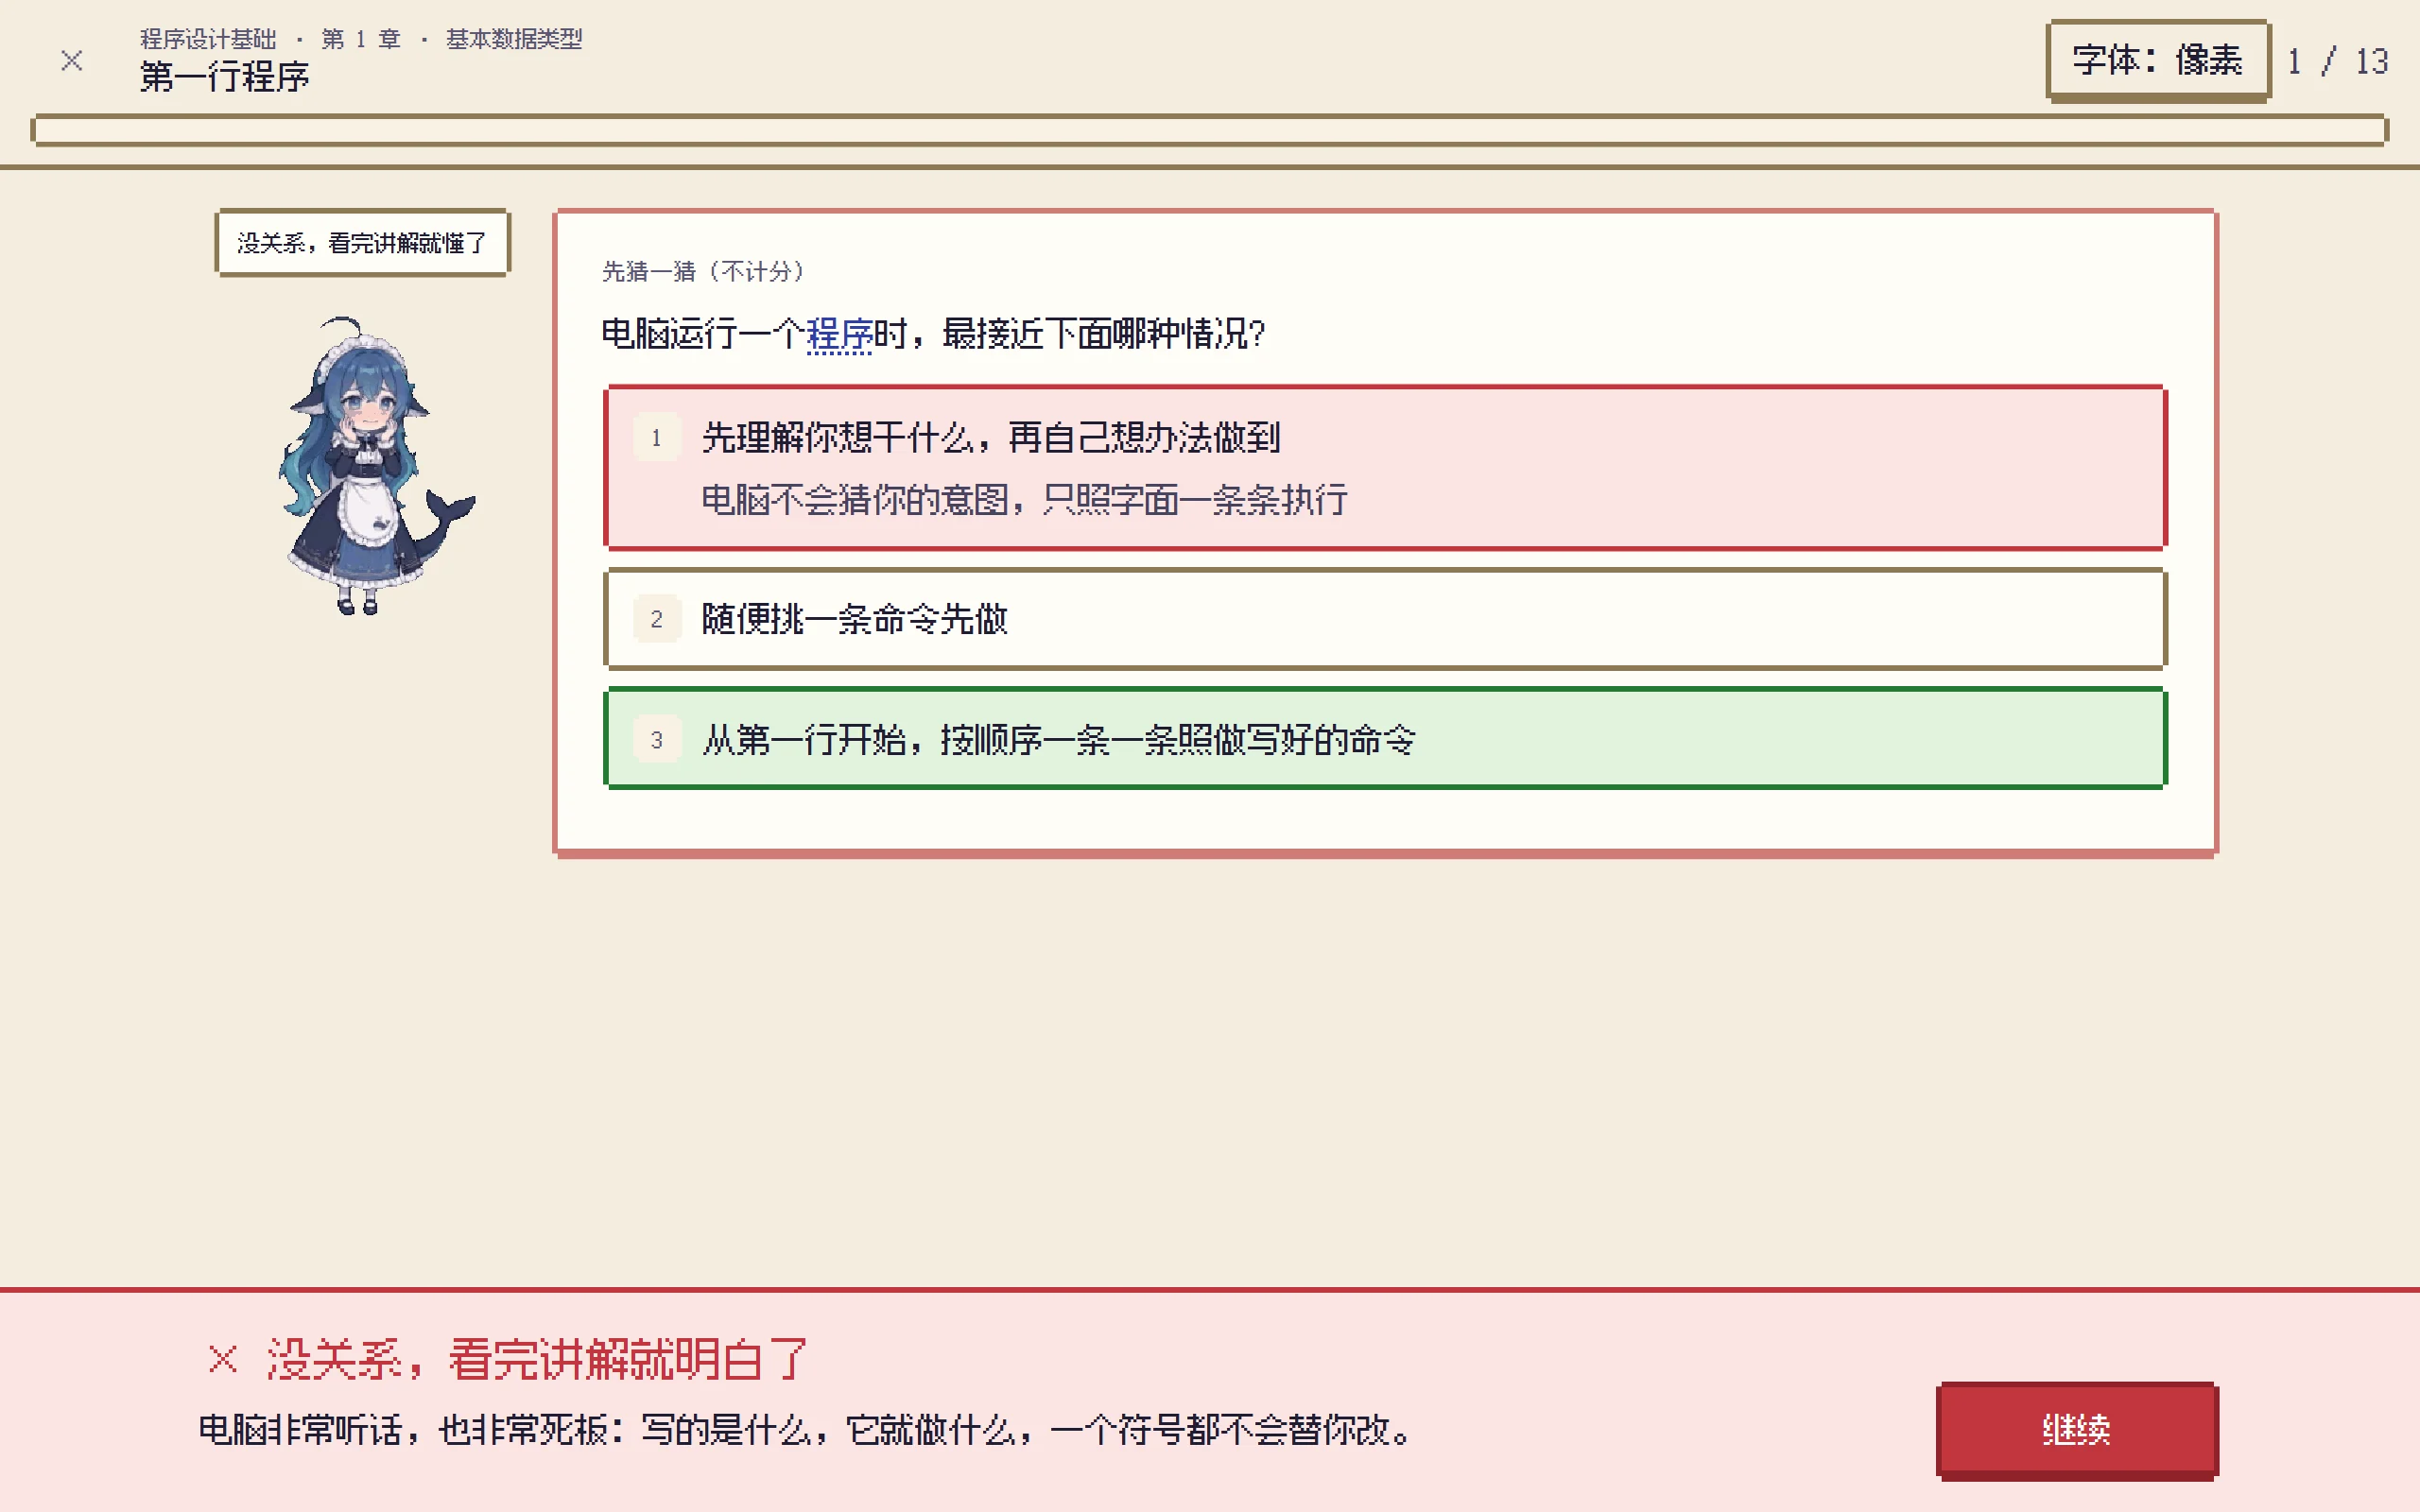 ×
程序设计基础 · 第 1 章 · 基本数据类型
第一行程序
字体：像素
1 / 13
没关系，看完讲解就懂了
先猜一猜（不计分）
电脑运行一个程序时，最接近下面哪种情况？
1 先理解你想干什么，再自己想办法做到
电脑不会猜你的意图，只照字面一条条执行
2 随便挑一条命令先做
3 从第一行开始，按顺序一条一条照做写好的命令
× 没关系，看完讲解就明白了
电脑非常听话，也非常死板：写的是什么，它就做什么，一个符号都不会替你改。
继续